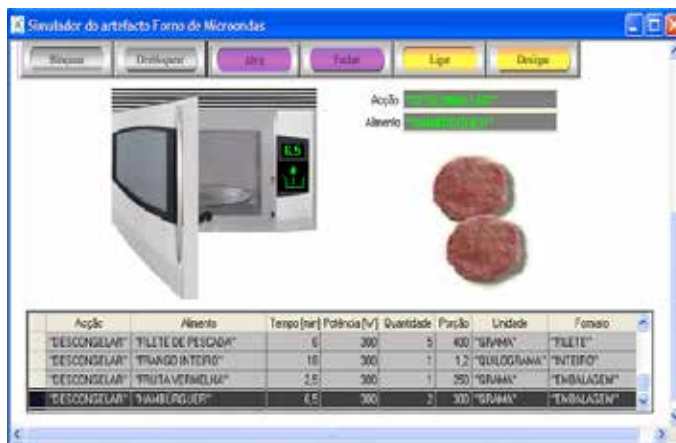 Simulador do artefacto Forno de Microondas
Bloquear Desbloquear Abrir Fechar Ligar Desligar
Acção "DESCONGELAR"
Alimento "HAMBURGUER"
6.5
Acção Alimento Tempo [min] Potência [W] Quantidade Porção Unidade Formato
"DESCONGELAR" "FILETE DE PESCADA" 6 300 5 400 "GRAMA" "FILETE"
"DESCONGELAR" "FRANGO INTEIRO" 18 300 1 1,2 "QUILOGRAMA" "INTEIRO"
"DESCONGELAR" "FRUTA VERMELHA" 2,5 300 1 250 "GRAMA" "EMBALAGEM"
"DESCONGELAR" "HAMBURGUER" 6,5 300 2 300 "GRAMA" "EMBALAGEM"